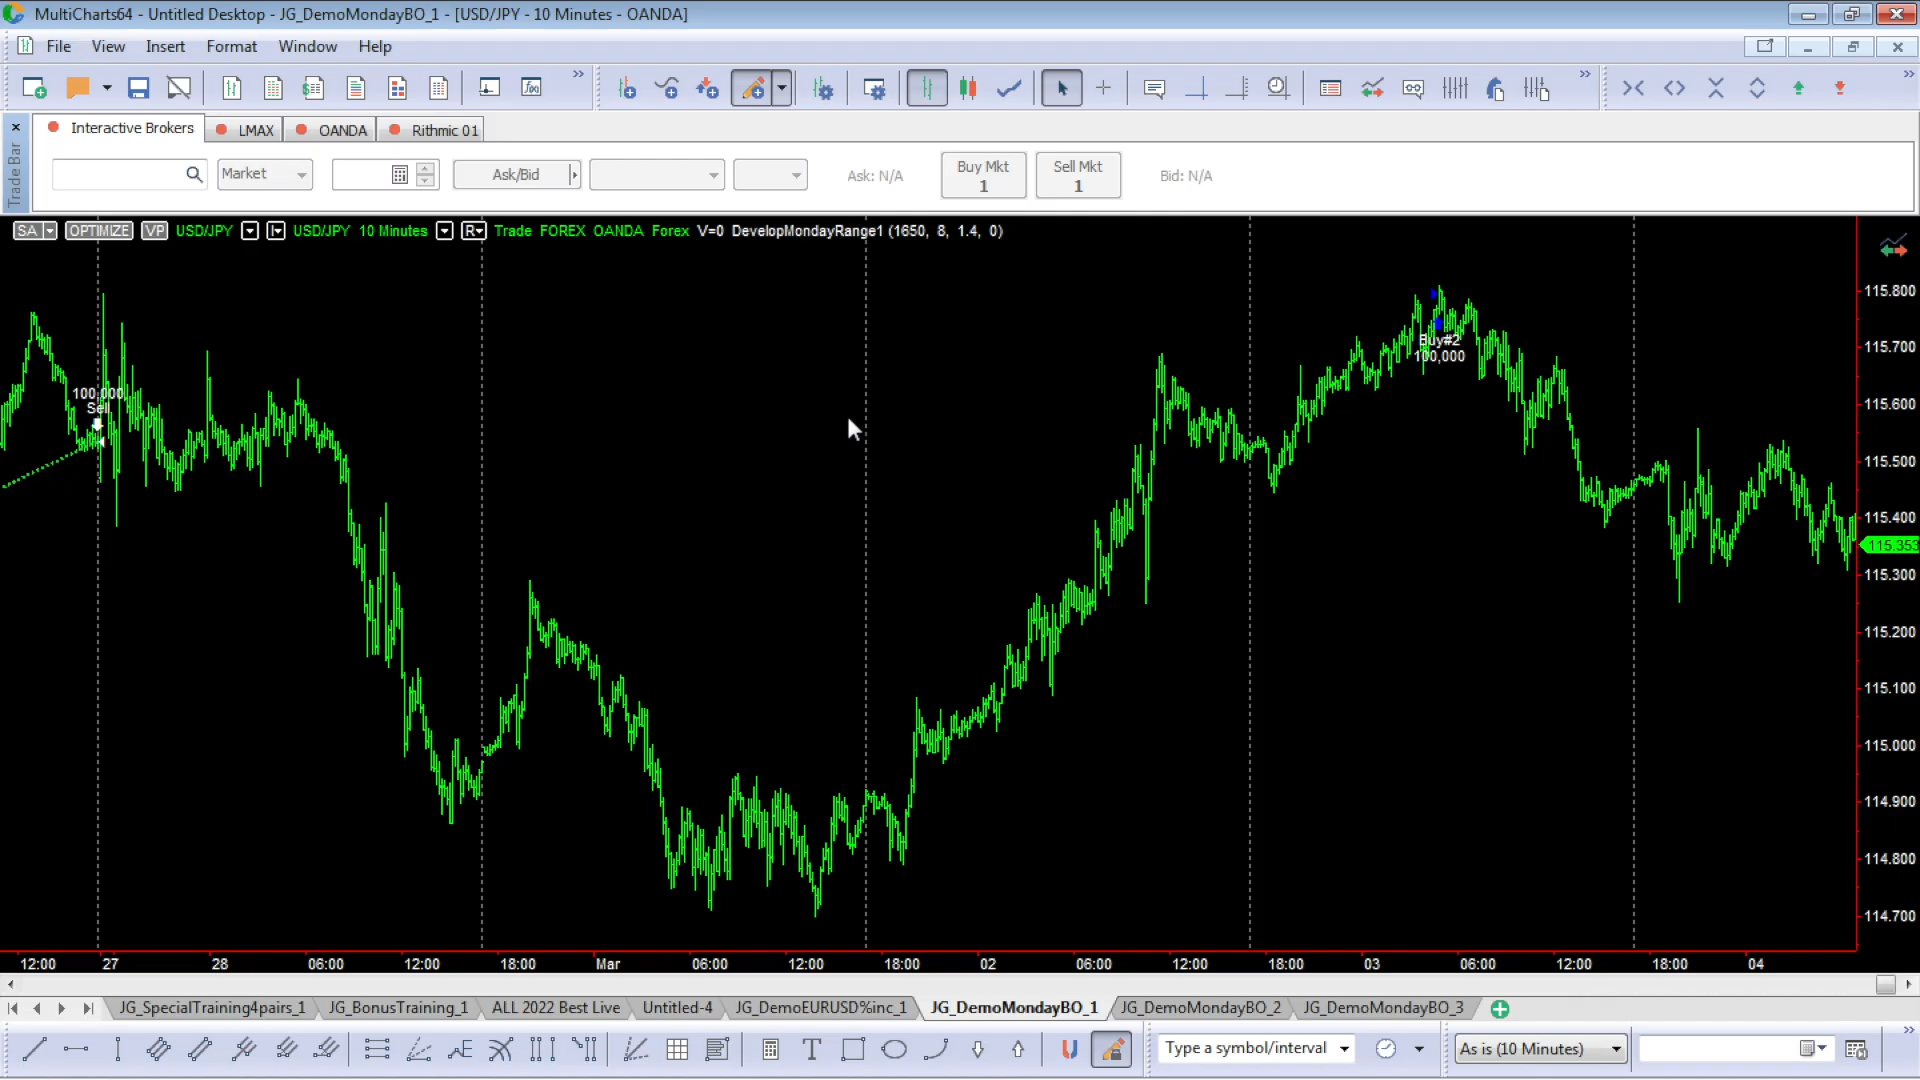 MultiCharts64 - Untitled Desktop - JG_DemoMondayBO_1 - [USD/JPY - 10 Minutes - OANDA]
File View Insert Format Window Help
Trade Bar
Interactive Brokers LMAX OANDA Rithmic 01
Market Ask/Bid Ask: N/A Buy Mkt 1 Sell Mkt 1 Bid: N/A
SA OPTIMIZE VP USD/JPY I USD/JPY 10 Minutes R Trade FOREX OANDA Forex V=0 DevelopMondayRange1 (1650, 8, 1.4, 0)
115.800
Buy#2
115.700
100,000
100,000
Sell
115.600
115.500
115.400
115.353
115.300
115.200
115.100
115.000
114.900
114.800
114.700
12:00 27 28 06:00 12:00 18:00 Mar 06:00 12:00 18:00 02 06:00 12:00 18:00 03 06:00 12:00 18:00 04
JG_SpecialTraining4pairs_1 JG_BonusTraining_1 ALL 2022 Best Live Untitled-4 JG_DemoEURUSD%inc_1 JG_DemoMondayBO_1 JG_DemoMondayBO_2 JG_DemoMondayBO_3
Type a symbol/interval As is (10 Minutes)